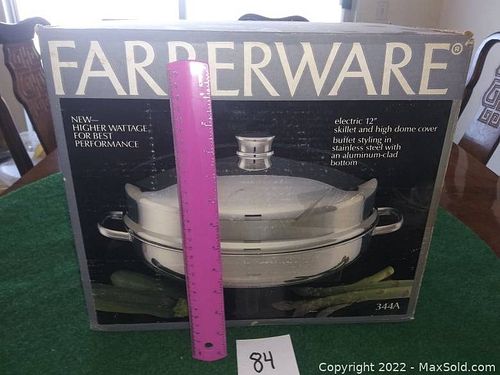 FARBERWARE®
NEW—
HIGHER WATTAGE
FOR BEST
PERFORMANCE
electric 12"
skillet and high dome cover
buffet styling in
stainless steel with
an aluminum-clad
bottom
344A
84
Copyright © 2022 - MaxSold.com